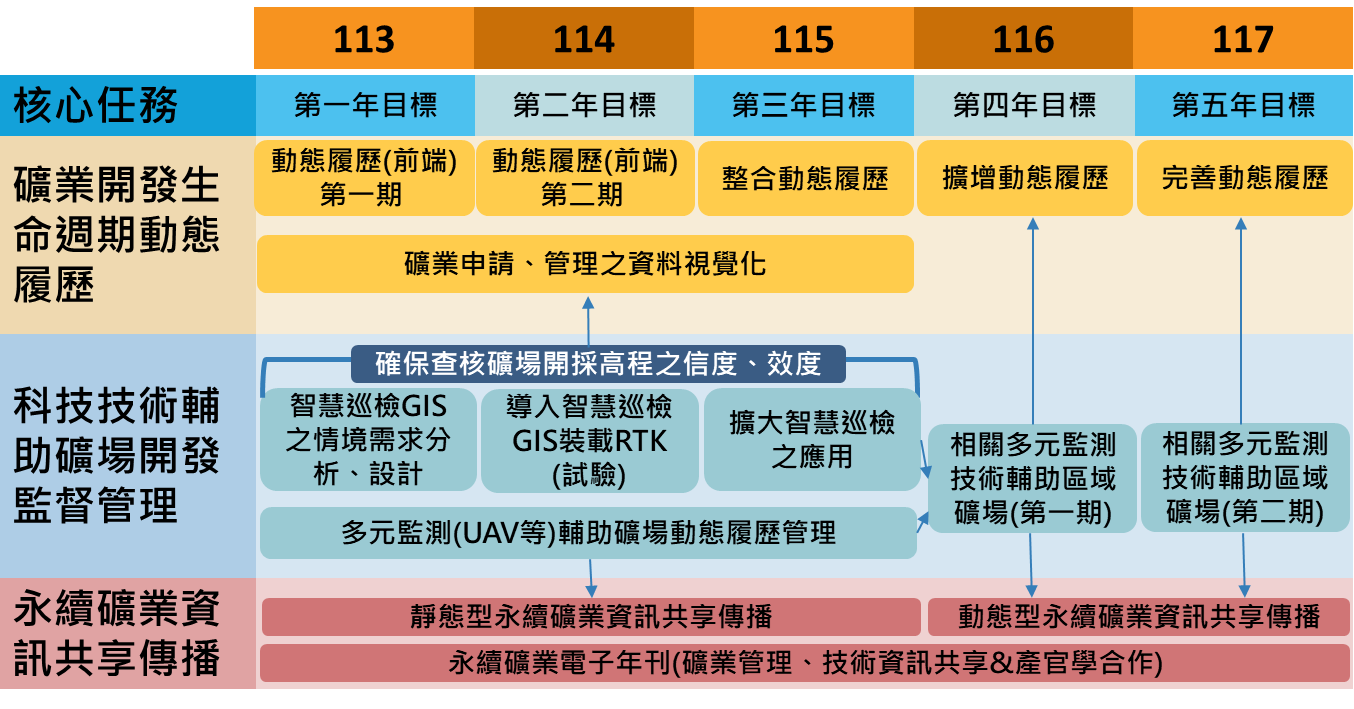 113
114
115
116
117
核心任務
第一年目標
第二年目標
第三年目標
第四年目標
第五年目標
礦業開發生
命週期動態
履歷
動態履歷(前端)
第一期
動態履歷(前端)
第二期
整合動態履歷
擴增動態履歷
完善動態履歷
礦業申請、管理之資料視覺化
科技技術輔
助礦場開發
監督管理
確保查核礦場開採高程之信度、效度
智慧巡檢GIS
之情境需求分
析、設計
導入智慧巡檢
GIS裝載RTK
(試驗)
擴大智慧巡檢
之應用
相關多元監測
技術輔助區域
礦場(第一期)
相關多元監測
技術輔助區域
礦場(第二期)
多元監測(UAV等)輔助礦場動態履歷管理
永續礦業資
訊共享傳播
靜態型永續礦業資訊共享傳播
動態型永續礦業資訊共享傳播
永續礦業電子年刊(礦業管理、技術資訊共享&產官學合作)